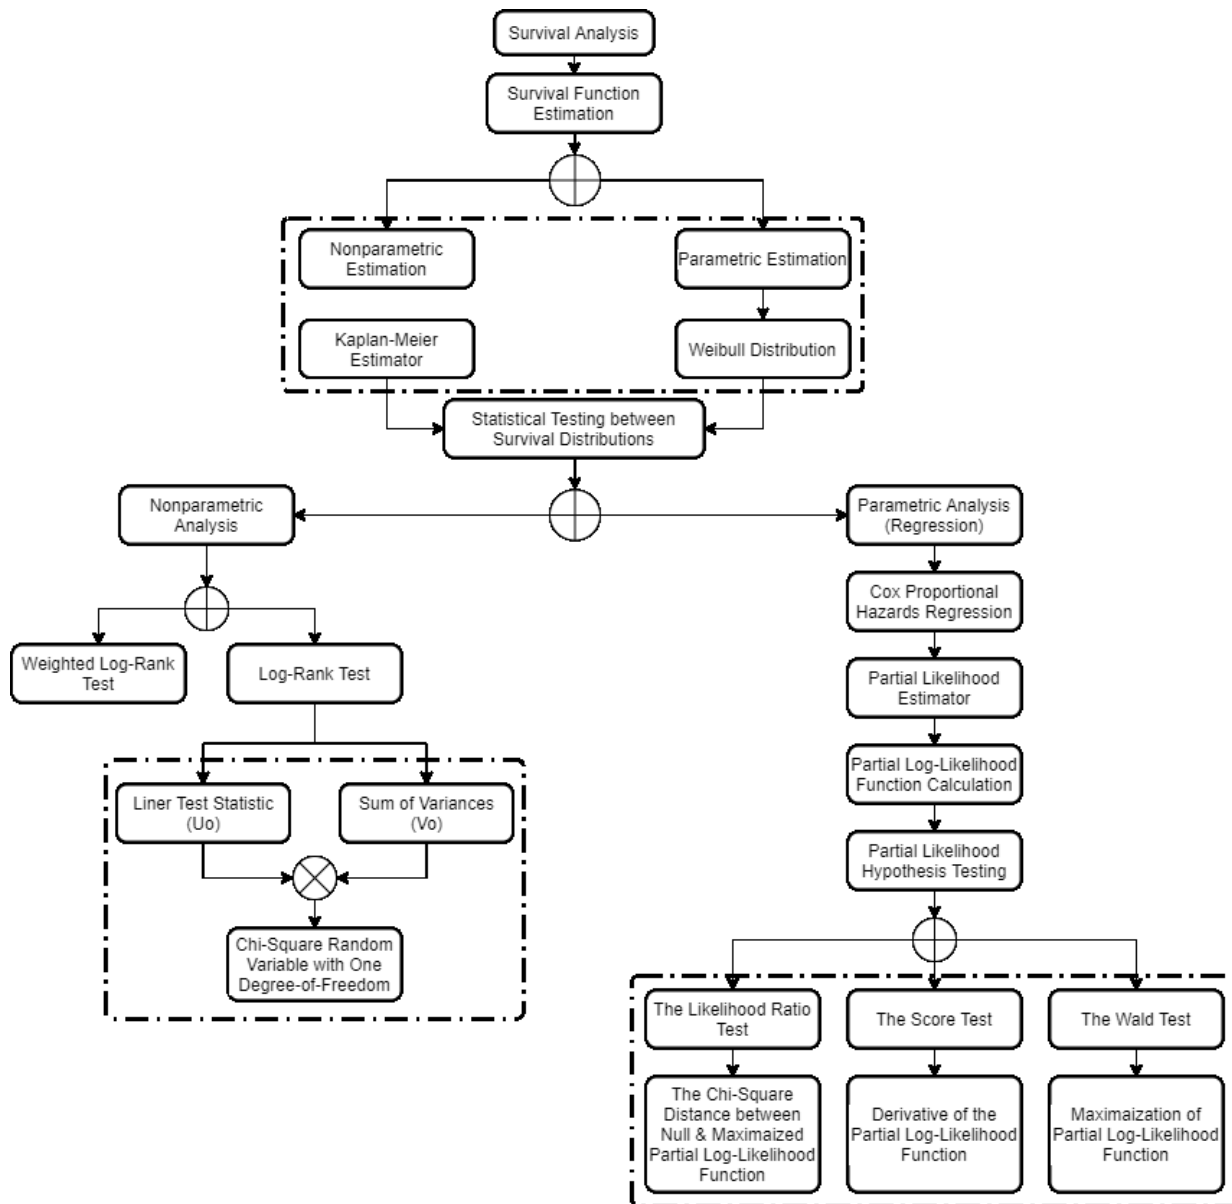 Survival Analysis
Survival Function
Estimation
Nonparametric
Estimation
Parametric Estimation
Kaplan-Meier
Estimator
Weibull Distribution
Statistical Testing between
Survival Distributions
Nonparametric
Analysis
Parametric Analysis
(Regression)
Cox Proportional
Hazards Regression
Weighted Log-Rank
Test
Log-Rank Test
Partial Likelihood
Estimator
Partial Log-Likelihood
Function Calculation
Liner Test Statistic
(Uo)
Sum of Variances
(Vo)
Partial Likelihood
Hypothesis Testing
Chi-Square Random
Variable with One
Degree-of-Freedom
The Likelihood Ratio
Test
The Score Test
The Wald Test
The Chi-Square
Distance between
Null & Maximaized
Partial Log-Likelihood
Function
Derivative of the
Partial Log-Likelihood
Function
Maximaization of
Partial Log-Likelihood
Function